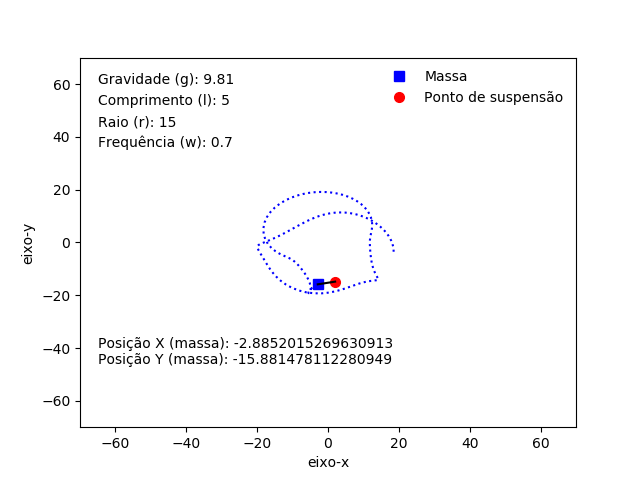 Gravidade (g): 9.81
Comprimento (l): 5
Raio (r): 15
Frequência (w): 0.7
Massa
Ponto de suspensão
60
40
20
0
−20
−40
−60
eixo-y
Posição X (massa): -2.8852015269630913
Posição Y (massa): -15.881478112280949
−60
−40
−20
0
20
40
60
eixo-x